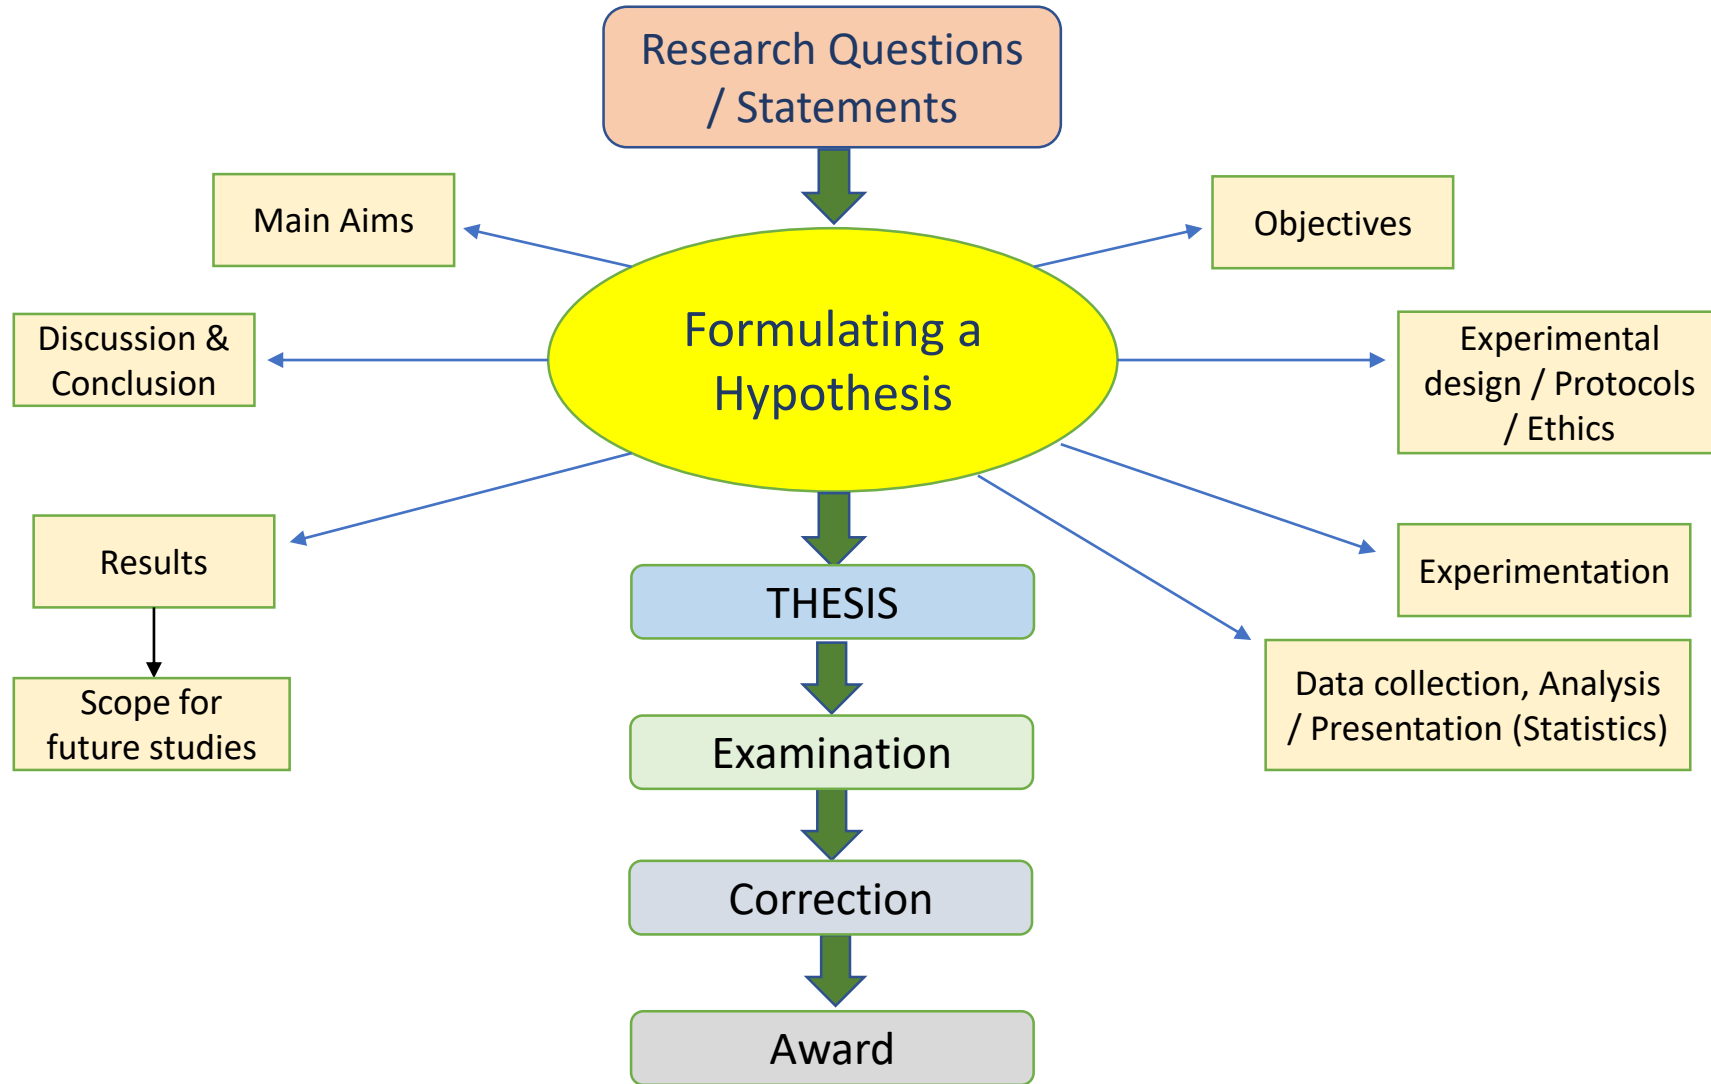 Research Questions
/ Statements
Main Aims
Objectives
Formulating a
Hypothesis
Discussion &
Conclusion
Experimental
design / Protocols
/ Ethics
Results
Experimentation
THESIS
Scope for
future studies
Data collection, Analysis
/ Presentation (Statistics)
Examination
Correction
Award